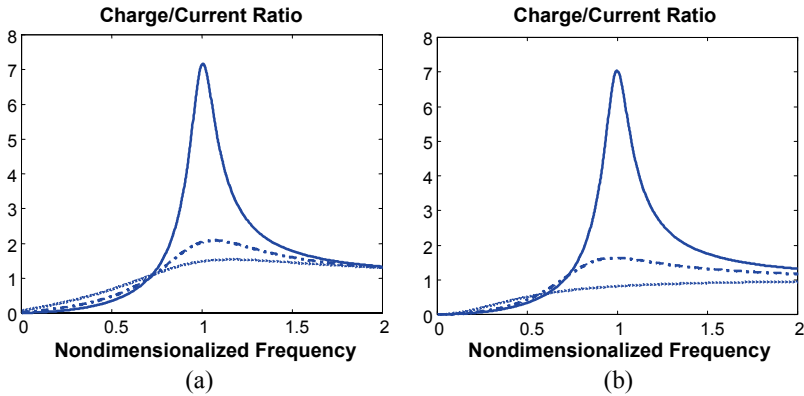 Charge/Current Ratio
8
7
6
5
4
3
2
1
0
0 0.5 1 1.5 2
Nondimensionalized Frequency
(a)
Charge/Current Ratio
8
7
6
5
4
3
2
1
0
0 0.5 1 1.5 2
Nondimensionalized Frequency
(b)